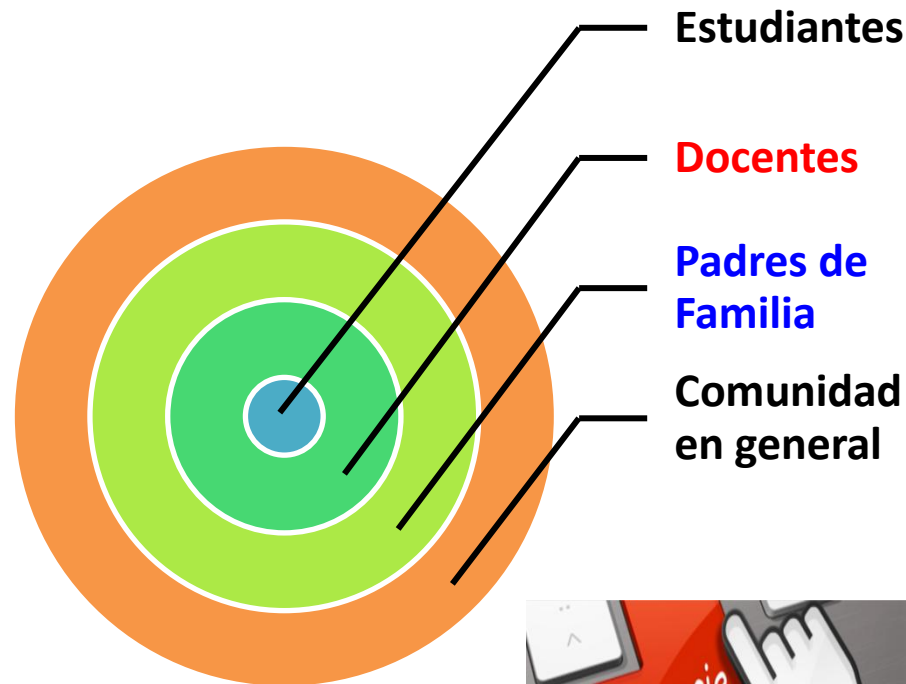 Estudiantes
Docentes
Padres de
Familia
Comunidad
en general